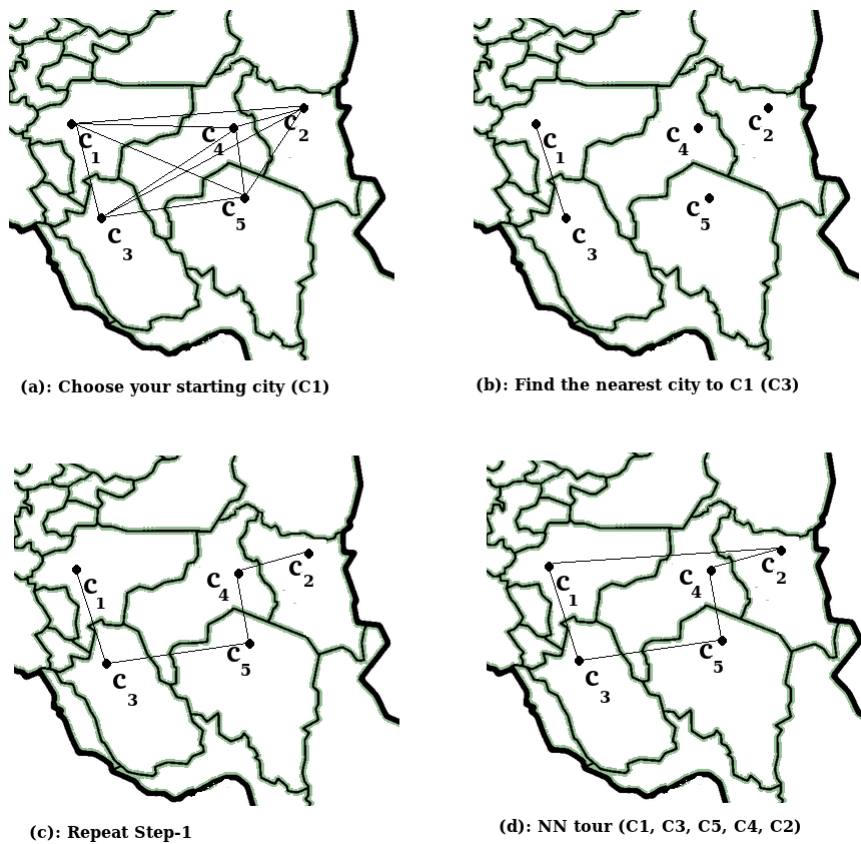 C1
C4
C2
C3
C5
(a): Choose your starting city (C1)
C1
C4
C2
C3
C5
(b): Find the nearest city to C1 (C3)
C1
C4
C2
C3
C5
(c): Repeat Step-1
C1
C4
C2
C3
C5
(d): NN tour (C1, C3, C5, C4, C2)